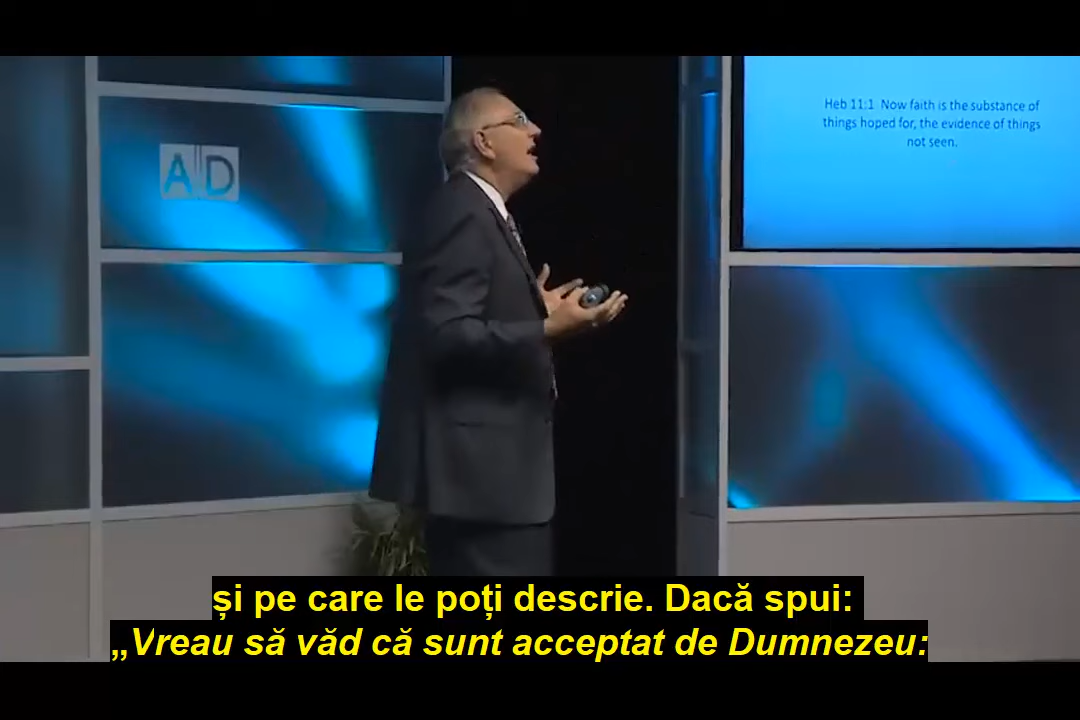 AD
Heb 11:1 Now faith is the substance of
things hoped for, the evidence of things
not seen.
și pe care le poți descrie. Dacă spui:
„Vreau să văd că sunt acceptat de Dumnezeu: